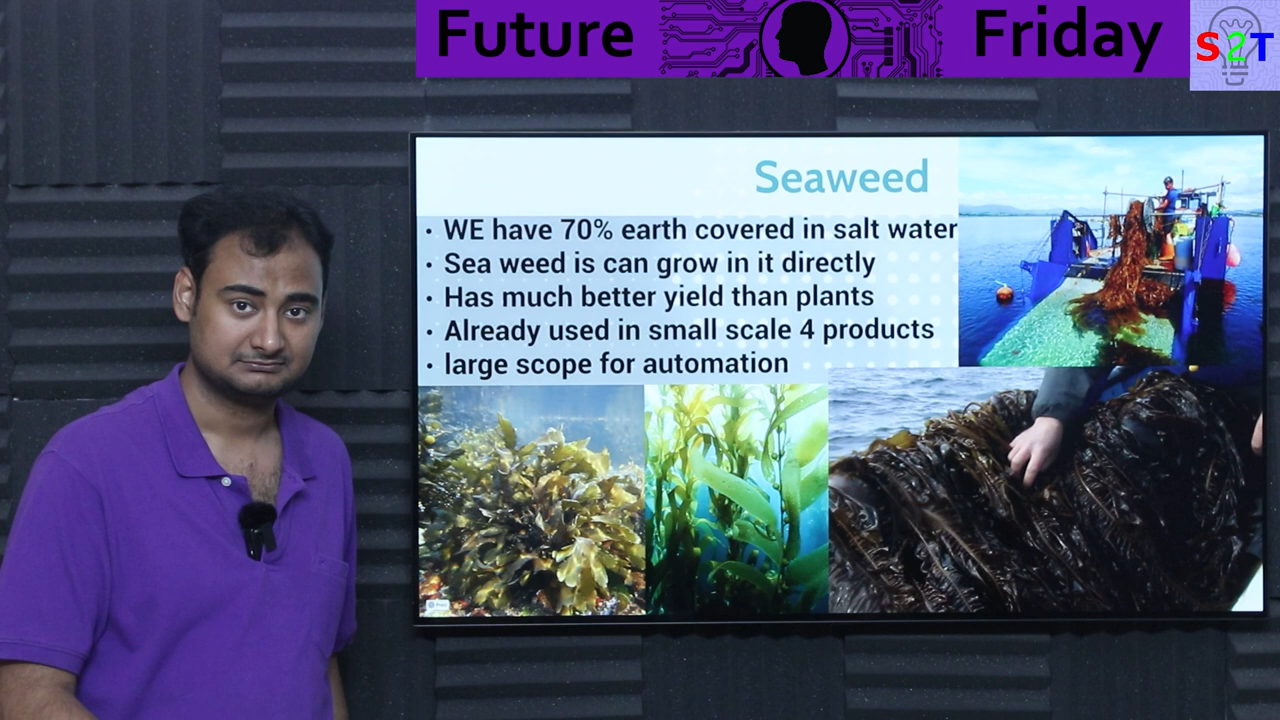 Future Friday
S2T
Seaweed
• WE have 70% earth covered in salt water
• Sea weed is can grow in it directly
• Has much better yield than plants
• Already used in small scale 4 products
• large scope for automation